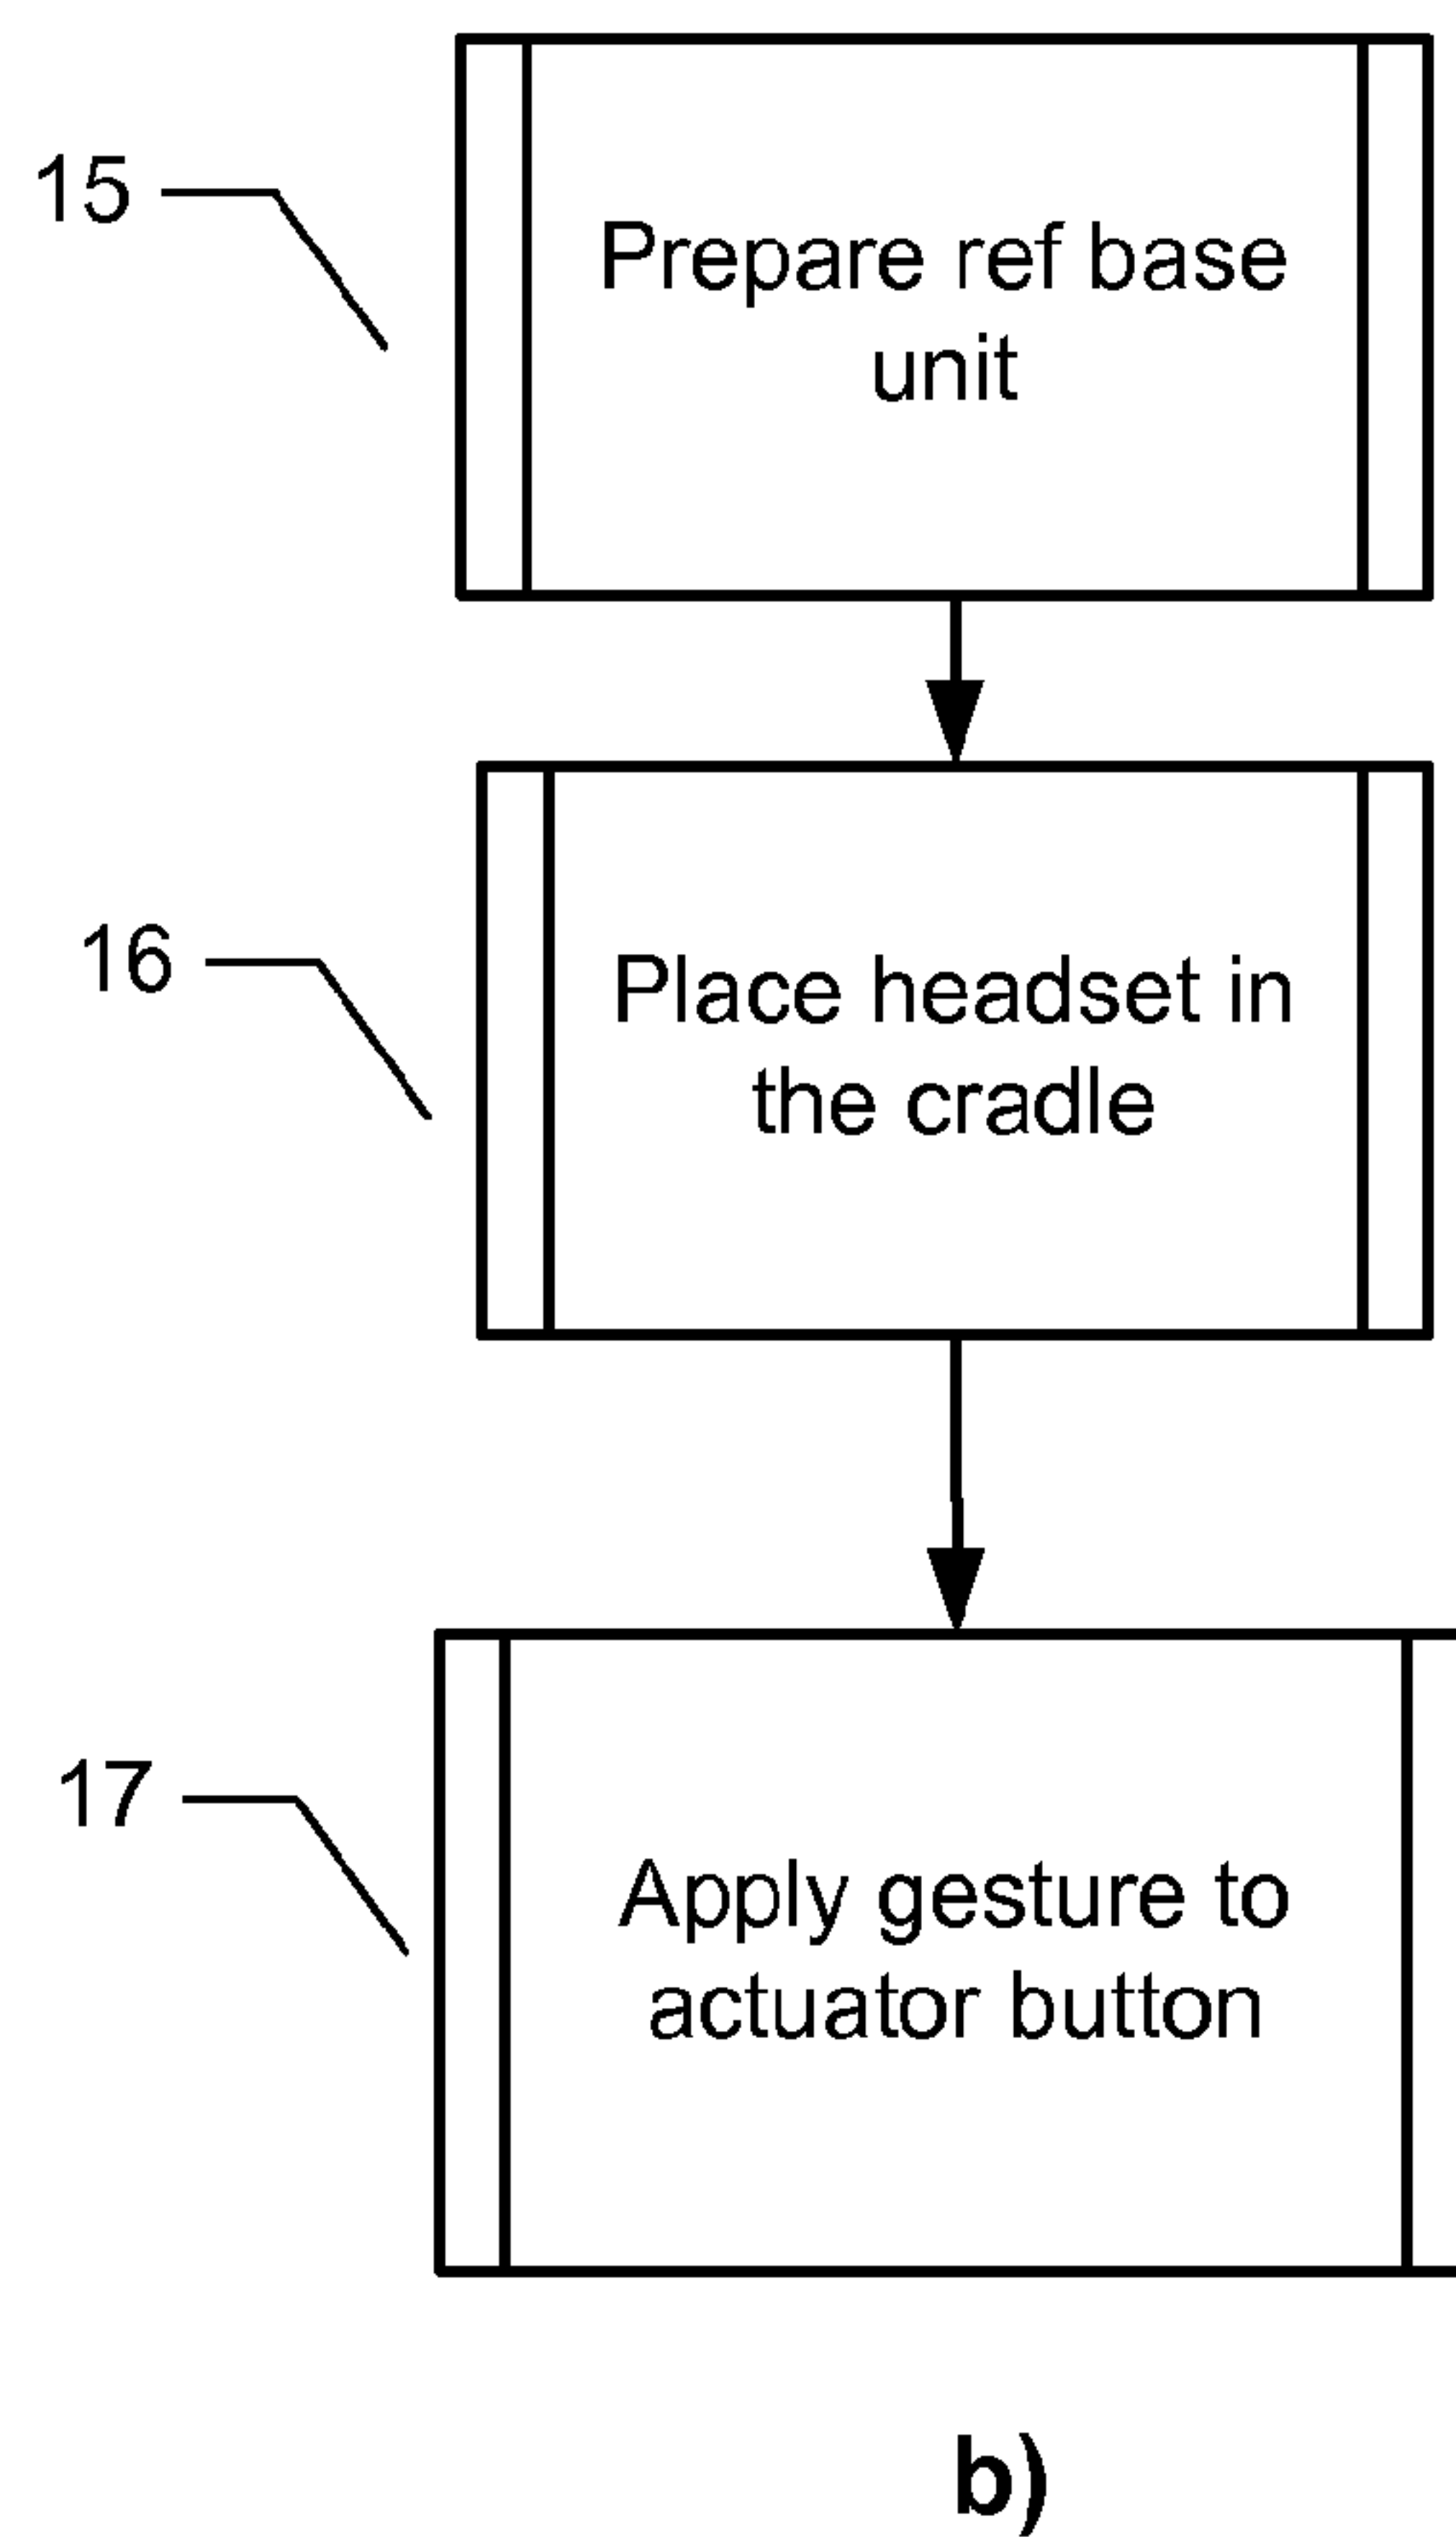 15
Prepare ref base
unit
16
Place headset in
the cradle
17
Apply gesture to
actuator button
b)